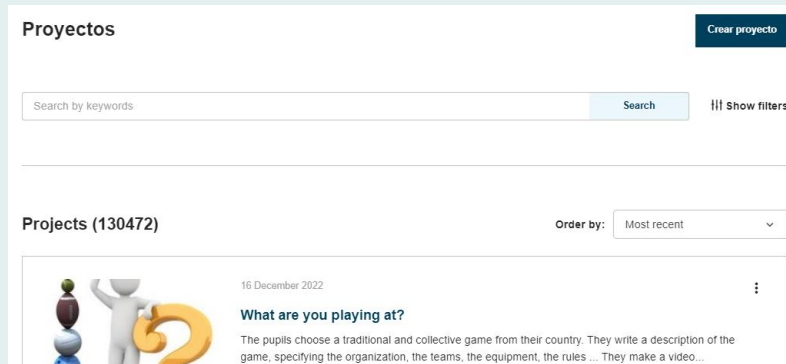 Proyectos
Crear proyecto
Search by keywords
Search
Show filters
Projects (130472)
Order by:
Most recent
16 December 2022
What are you playing at?
The pupils choose a traditional and collective game from their country. They write a description of the
game, specifying the organization, the teams, the equipment, the rules ... They make a video...